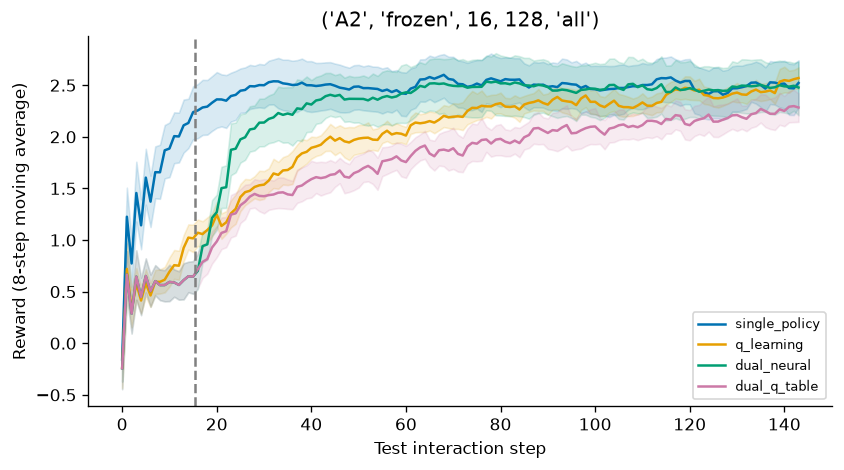 ('A2', 'frozen', 16, 128, 'all')
Reward (8-step moving average)
2.5
2.0
1.5
1.0
0.5
0.0
−0.5
0 20 40 60 80 100 120 140
Test interaction step
single_policy
q_learning
dual_neural
dual_q_table